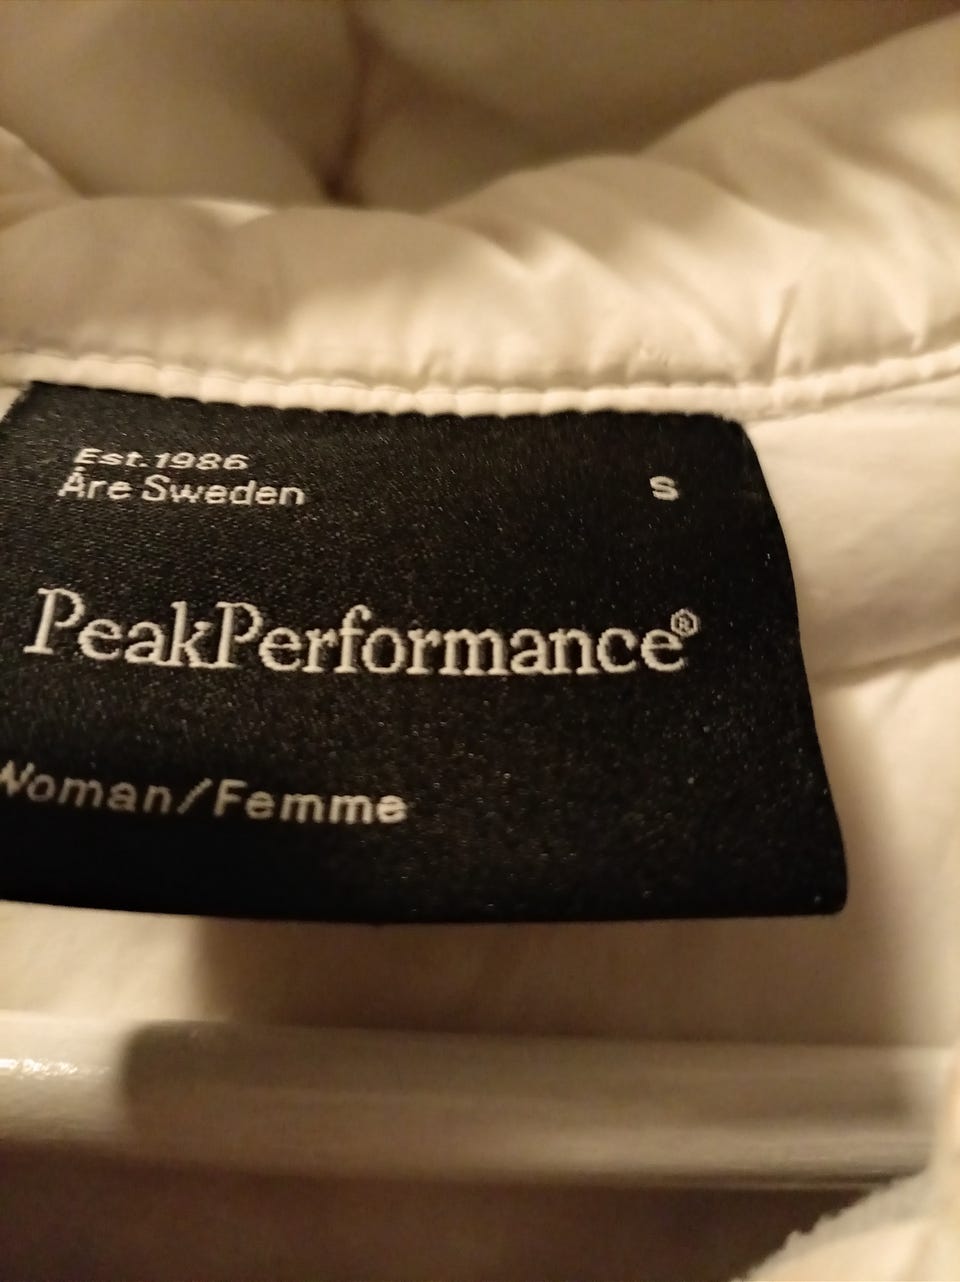 Est.1986
Åre Sweden
S
PeakPerformance®
Woman/Femme